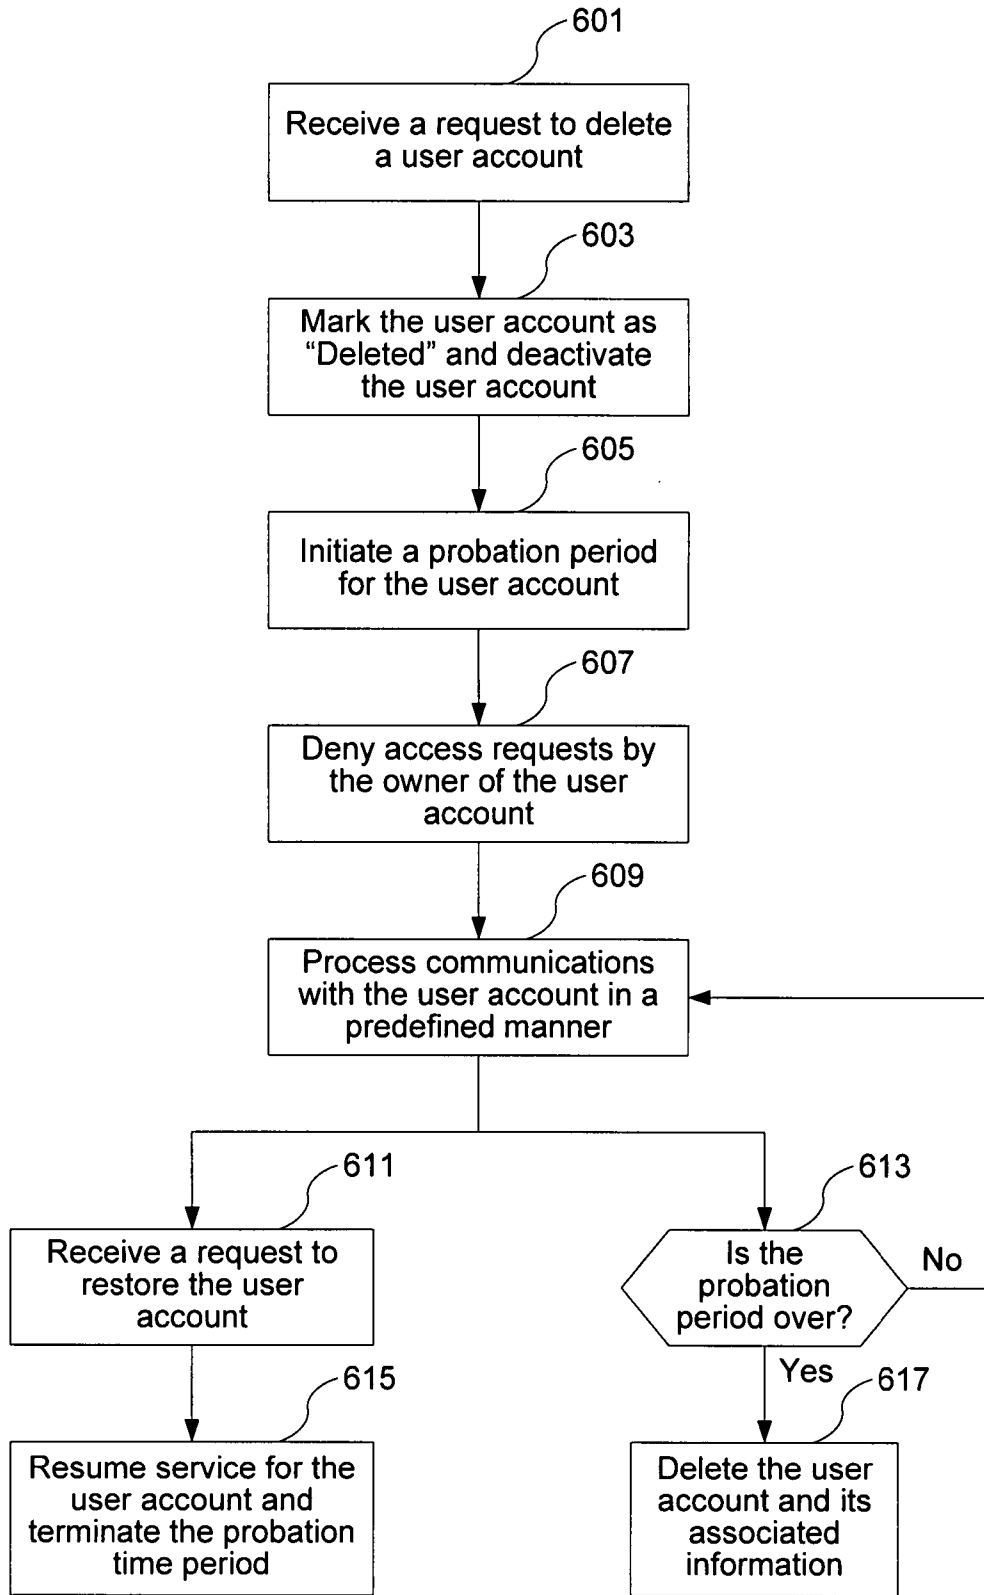 601
Receive a request to delete
a user account
603
Mark the user account as
“Deleted” and deactivate
the user account
605
Initiate a probation period
for the user account
607
Deny access requests by
the owner of the user
account
609
Process communications
with the user account in a
predefined manner
611
Receive a request to
restore the user
account
613
Is the
probation
period over?
No
Yes
615
Resume service for the
user account and
terminate the probation
time period
617
Delete the user
account and its
associated
information